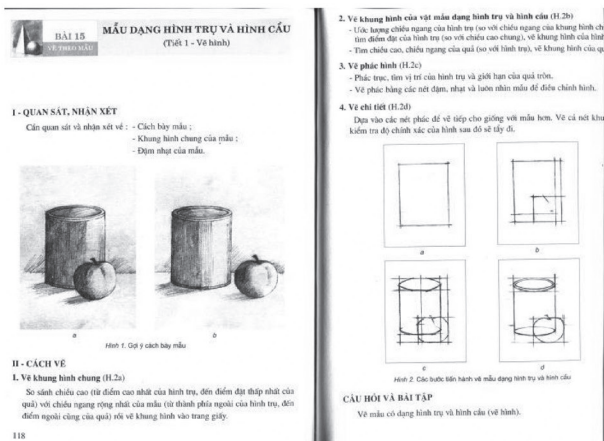 BÀI 15
VẼ THEO MẪU
MẪU DẠNG HÌNH TRỤ VÀ HÌNH CẦU
(Tiết 1 - Vẽ hình)
I - QUAN SÁT, NHẬN XÉT
Cần quan sát và nhận xét về : - Cách bày mẫu ;
- Khung hình chung của mẫu ;
- Đậm nhạt của mẫu.
a
b
Hình 1. Gợi ý cách bày mẫu
II - CÁCH VẼ
1. Vẽ khung hình chung (H.2a)
So sánh chiều cao (từ điểm cao nhất của hình trụ, đến điểm đặt thấp nhất của
quả) với chiều ngang rộng nhất của mẫu (từ thành phía ngoài của hình trụ, đến
điểm ngoài cùng của quả) rồi vẽ khung hình vào trang giấy.
118
2. Vẽ khung hình của vật mẫu dạng hình trụ và hình cầu (H.2b)
- Ước lượng chiều ngang của hình trụ (so với chiều ngang của khung hình
tìm điểm đặt của hình trụ (so với chiều cao chung), vẽ khung hình của hình
- Tìm chiều cao, chiều ngang của quả (so với hình trụ), vẽ khung hình của
3. Vẽ phác hình (H.2c)
- Phác trục, tìm vị trí của hình trụ và giới hạn của quả tròn.
- Vẽ phác bằng các nét đậm, nhạt và luôn nhìn mẫu để điều chỉnh hình.
4. Vẽ chi tiết (H.2d)
Dựa vào các nét phác để vẽ tiếp cho giống với mẫu hơn. Vẽ cả nét
kiểm tra độ chính xác của hình sau đó sẽ tẩy đi.
a
b
c
d
Hình 2. Các bước tiến hành vẽ mẫu dạng hình trụ và hình cầu
CÂU HỎI VÀ BÀI TẬP
Vẽ mẫu có dạng hình trụ và hình cầu (vẽ hình).